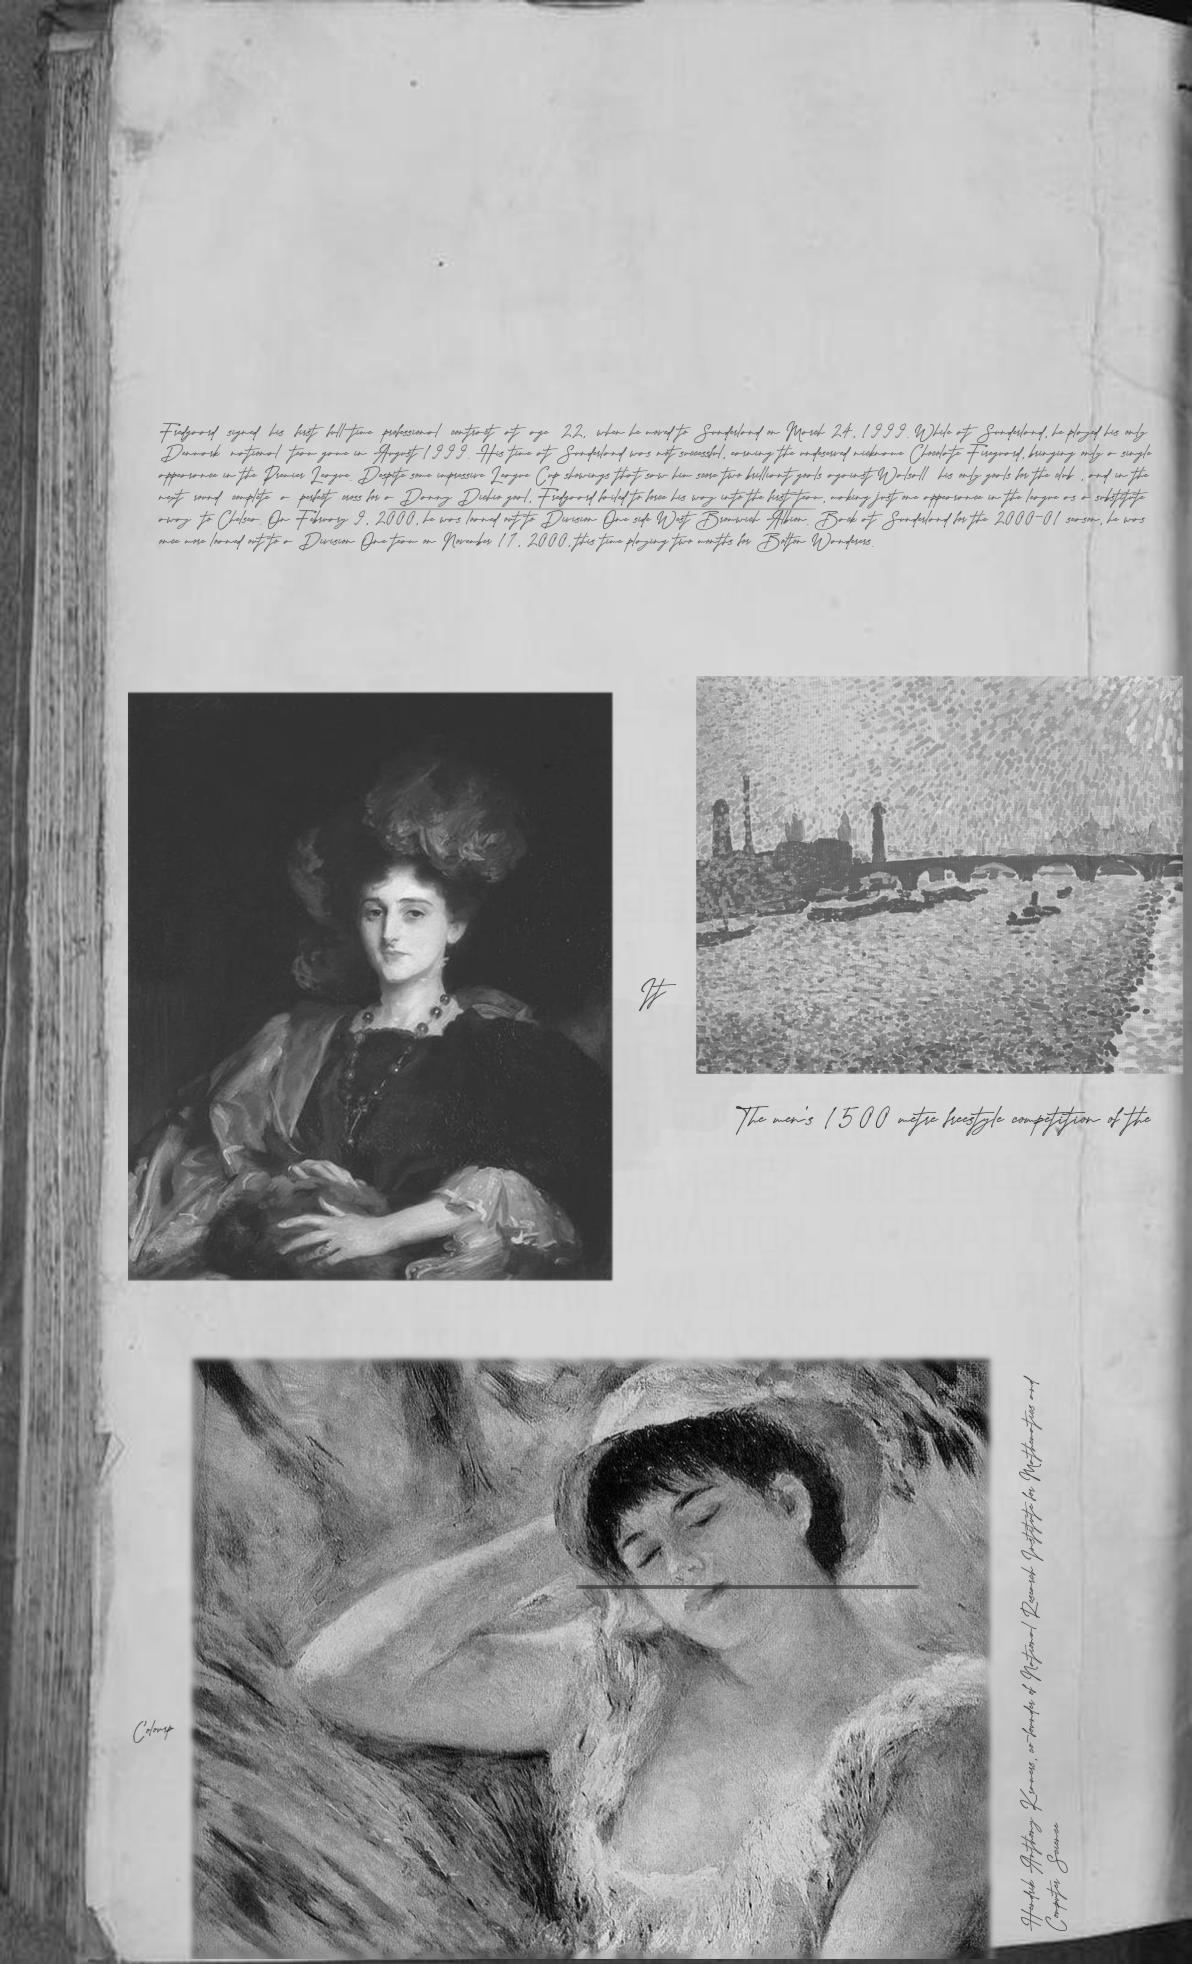 Fredgaard signed his first full-time professional contrast at age 22, when he moved to Sunderland on March 24, 1999. While at Sunderland, he played his only
Denmark national team game in August 1999. His time at Sunderland was not successful, earning the undeserved nickname Chocolate Fireguard, bringing only a single
appearance in the Premier League. Despite some impressive League Cup showings that saw him score two brilliant goals against Walsall his only goals for the club , and in the
next round complete a perfect cross for a Danny Dichio goal, Fredgaard failed to force his way into the first team, making just one appearance in the league as a substitute
away to Chelsea. On February 9, 2000, he was loaned out to Division One side West Bromwich Albion. Back at Sunderland for the 2000-01 season, he was
once more loaned out to a Division One team on November 17, 2000, this time playing two months for Bolton Wanderers.
It
The men's 1500 metre freestyle competition of the
Hendrik Anthony Kramers, co-founder of National Research Institute for Mathematics and
Computer Science